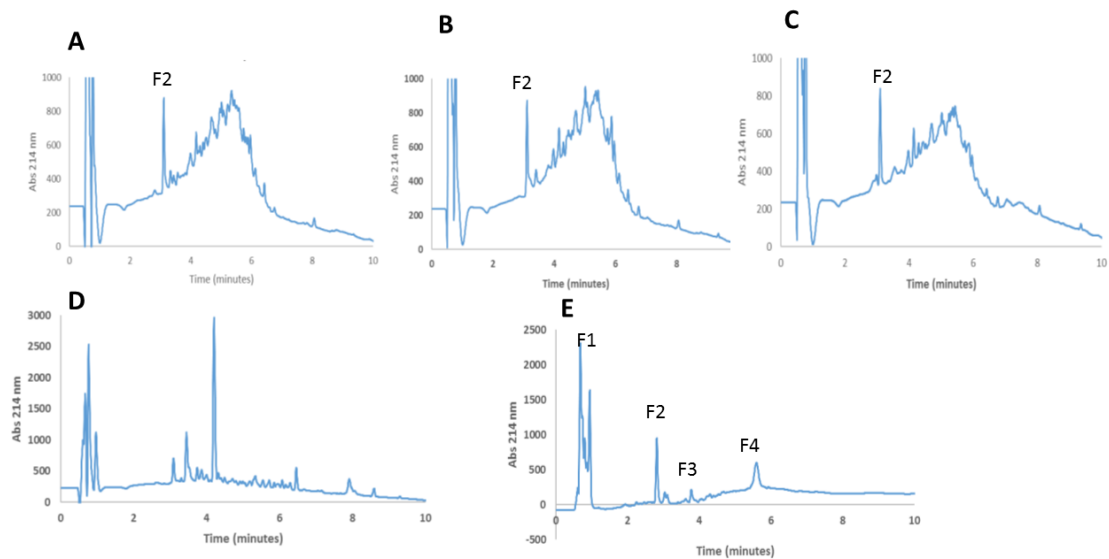 A
F2
1000
800
600
400
200
0
Abs 214 nm
0 2 4 6 8 10
Time (minutes)
B
F2
1000
800
600
400
200
0
Abs 214 nm
0 2 4 6 8
Time (minutes)
C
F2
1000
800
600
400
200
0
Abs 214 nm
0 2 4 6 8 10
Time (minutes)
D
3000
2500
2000
1500
1000
500
0
Abs 214 nm
0 2 4 6 8 10
Time (minutes)
E
F1
F2
F3
F4
2500
2000
1500
1000
500
0
-500
Abs 214 nm
0 2 4 6 8 10
Time (minutes)